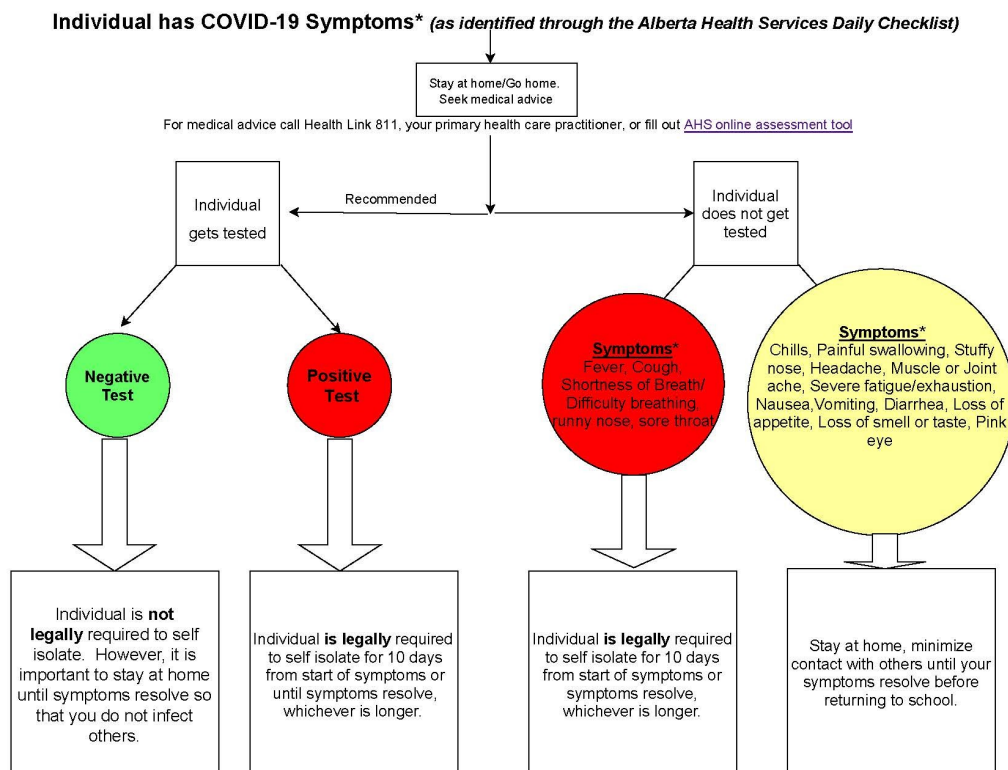 Individual has COVID-19 Symptoms* (as identified through the Alberta Health Services Daily Checklist)
Stay at home/Go home.
Seek medical advice
For medical advice call Health Link 811, your primary health care practitioner, or fill out AHS online assessment tool
Individual
gets tested
Recommended
Individual
does not get
tested
Negative
Test
Positive
Test
Symptoms*
Fever, Cough,
Shortness of Breath/
Difficulty breathing,
runny nose, sore throat
Symptoms*
Chills, Painful swallowing, Stuffy
nose, Headache, Muscle or Joint
ache, Severe fatigue/exhaustion,
Nausea,Vomiting, Diarrhea, Loss of
appetite, Loss of smell or taste, Pink
eye
Individual is not
legally required to self
isolate. However, it is
important to stay at home
until symptoms resolve so
that you do not infect
others.
Individual is legally required
to self isolate for 10 days
from start of symptoms or
until symptoms resolve,
whichever is longer.
Individual is legally required
to self isolate for 10 days
from start of symptoms or
symptoms resolve,
whichever is longer.
Stay at home, minimize
contact with others until your
symptoms resolve before
returning to school.